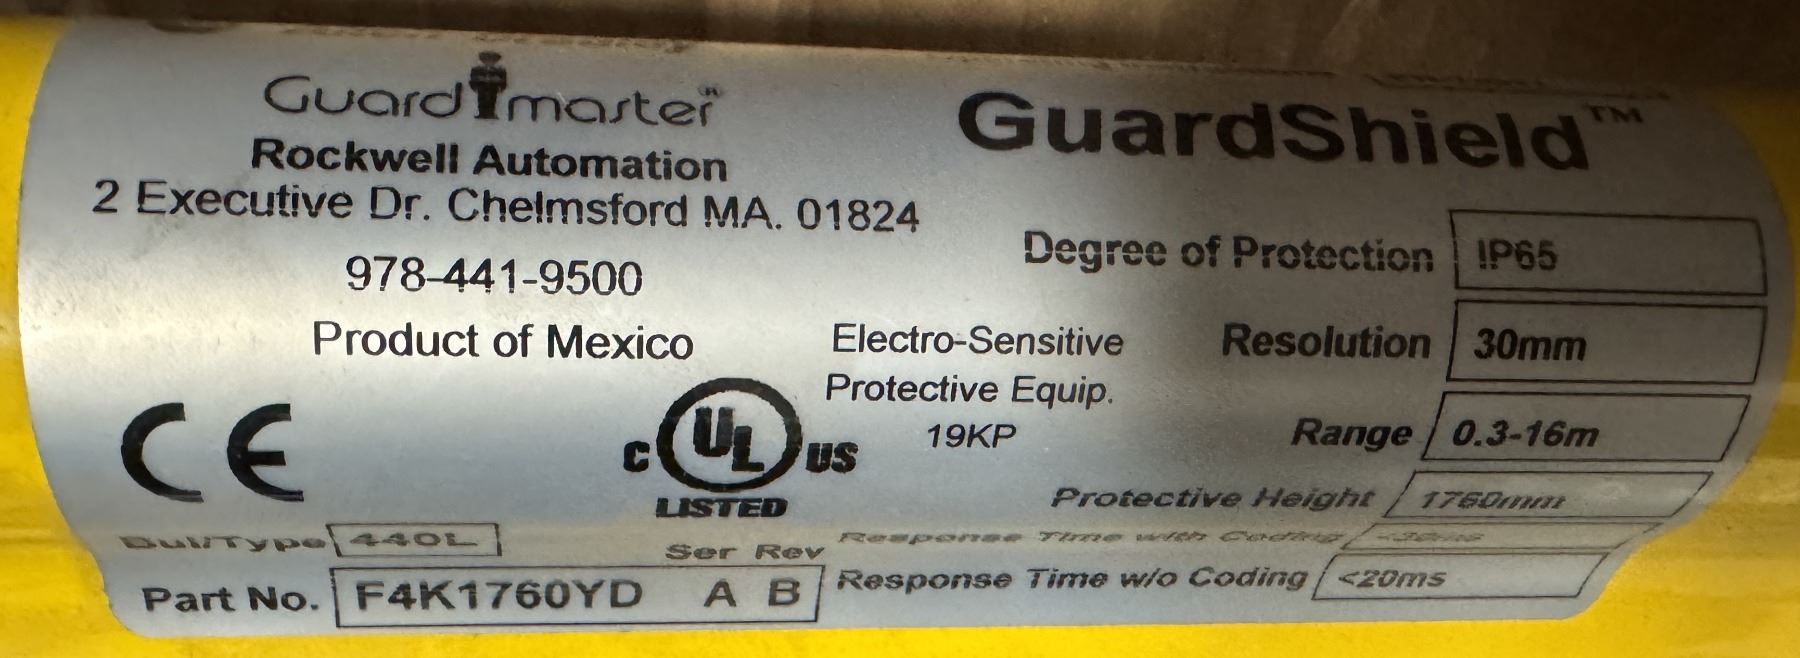 Guardmaster™
Rockwell Automation
2 Executive Dr. Chelmsford MA. 01824
978-441-9500
Product of Mexico
CE
C UL US
LISTED
Electro-Sensitive
Protective Equip.
19KP
GuardShield™
Degree of Protection IP65
Resolution 30mm
Range 0.3-16m
Protective Height 1760mm
Response Time with Coding
Response Time w/o Coding <20ms
Bul/Type 440L
Ser Rev
Part No. F4K1760YD A B